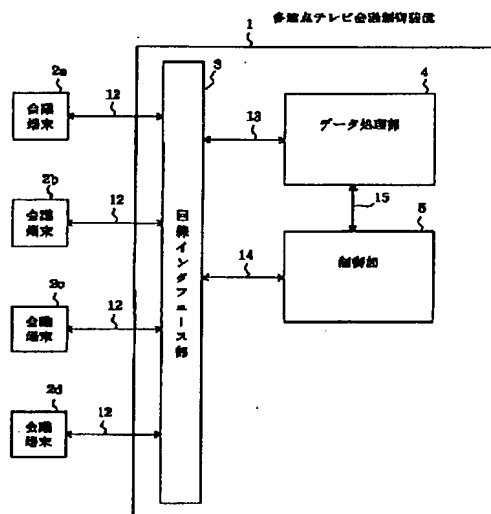 多地点テレビ会議制御装置
1
2a
会議
端末
12
3
回線インタフェース部
13
4
データ処理部
15
2b
会議
端末
12
14
5
制御部
2c
会議
端末
12
2d
会議
端末
12